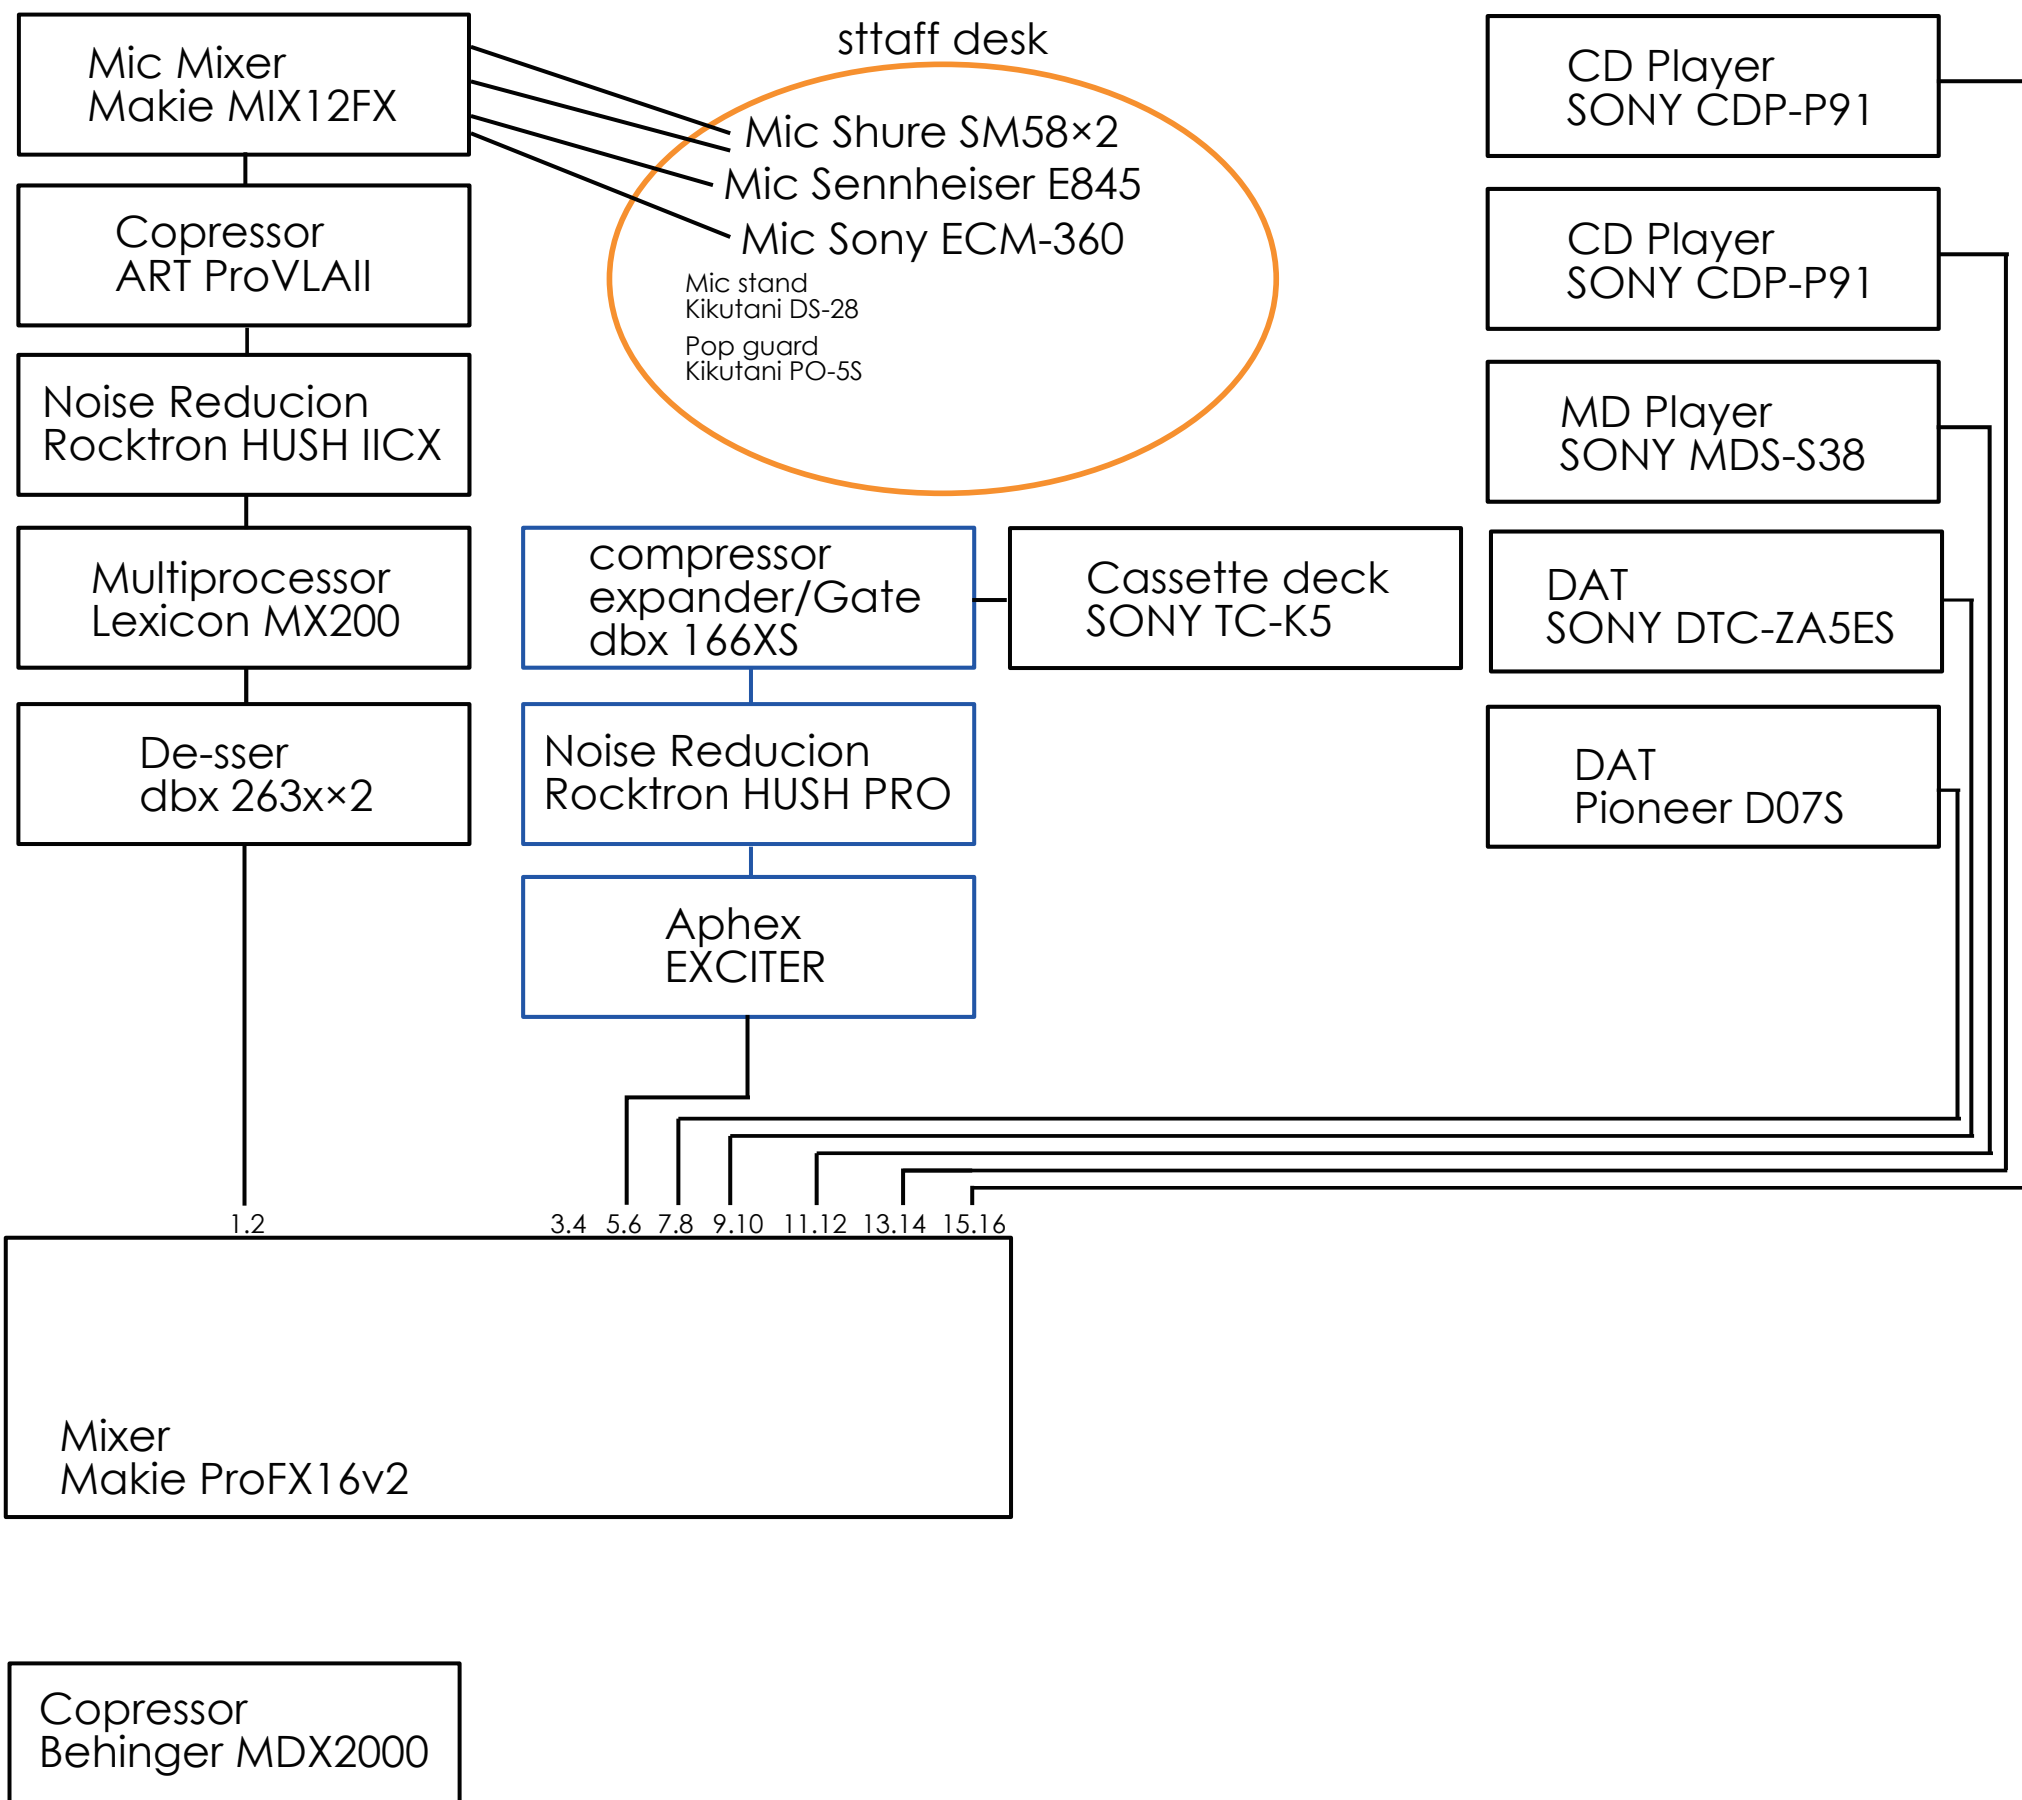 sttaff desk
Mic Mixer
Makie MIX12FX
Mic Shure SM58×2
Mic Sennheiser E845
Mic Sony ECM-360
Mic stand
Kikutani DS-28
Pop guard
Kikutani PO-5S
CD Player
SONY CDP-P91
Copressor
ART ProVLAII
CD Player
SONY CDP-P91
Noise Reducion
Rocktron HUSH IICX
MD Player
SONY MDS-S38
Multiprocessor
Lexicon MX200
compressor
expander/Gate
dbx 166XS
Cassette deck
SONY TC-K5
DAT
SONY DTC-ZA5ES
De-sser
dbx 263x×2
Noise Reducion
Rocktron HUSH PRO
DAT
Pioneer D07S
Aphex
EXCITER
1.2 3.4 5.6 7.8 9.10 11.12 13.14 15.16
Mixer
Makie ProFX16v2
Copressor
Behinger MDX2000